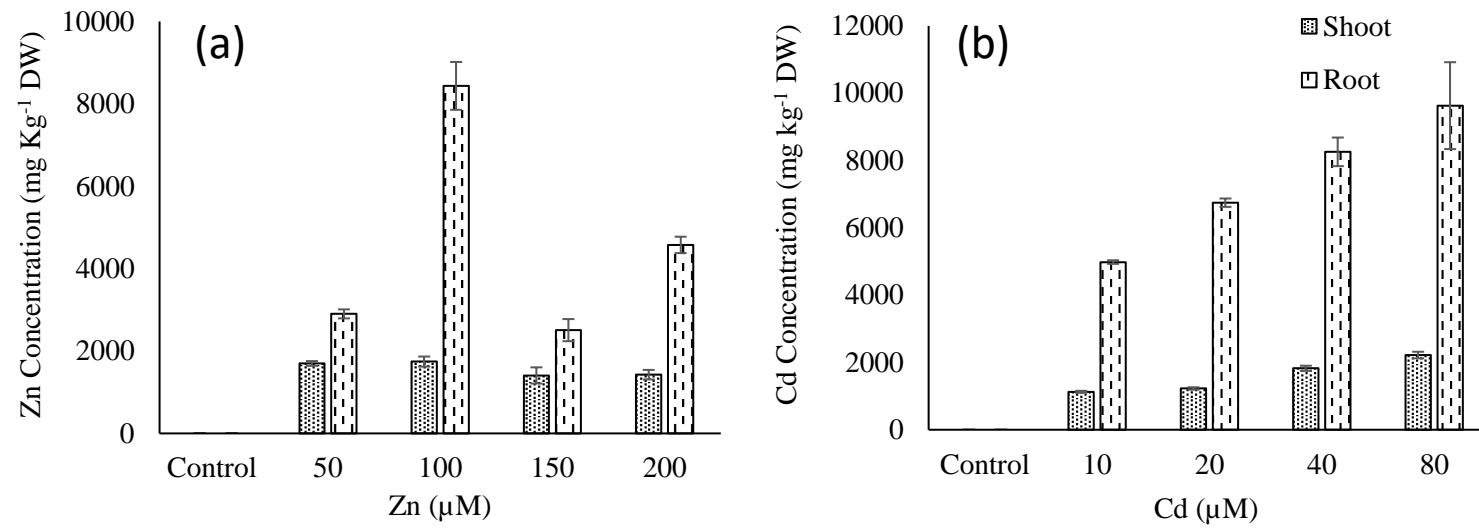 (a)
Zn Concentration (mg Kg⁻¹ DW)
10000
8000
6000
4000
2000
0
Control 50 100 150 200
Zn (µM)
(b)
Shoot
Root
Cd Concentration (mg kg⁻¹ DW)
12000
10000
8000
6000
4000
2000
0
Control 10 20 40 80
Cd (µM)